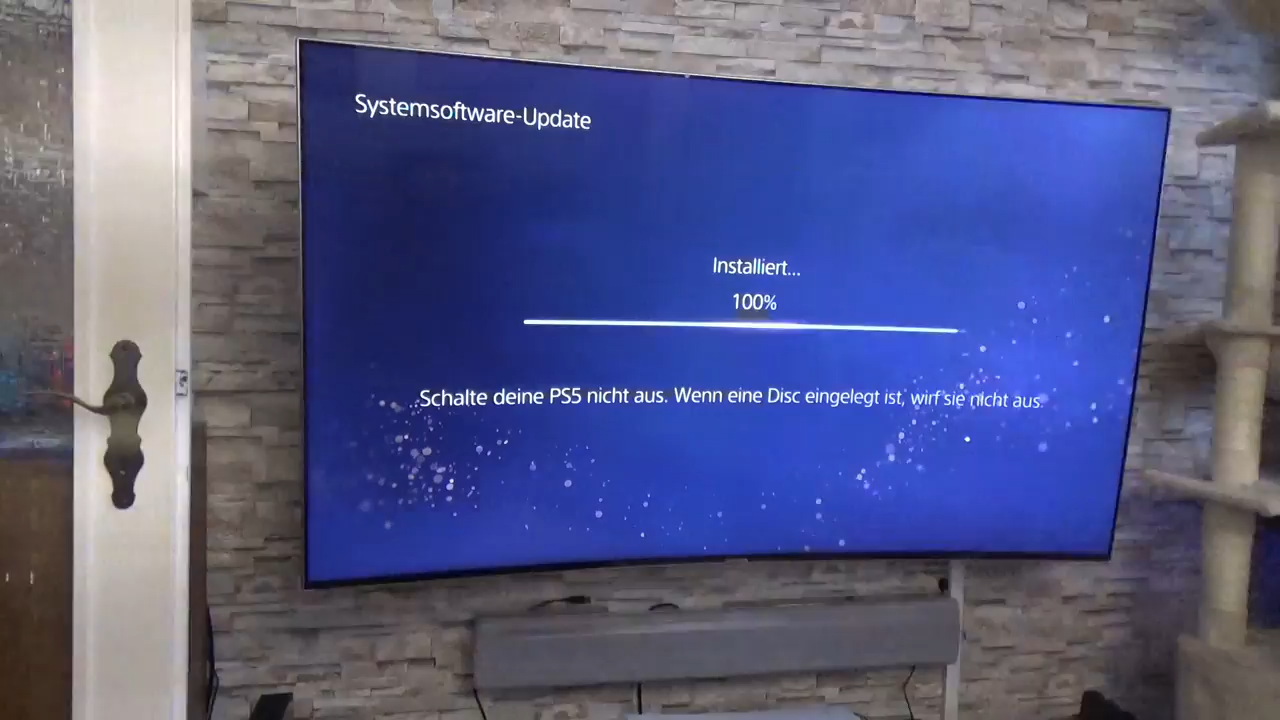 Systemsoftware-Update
Installiert...
100%
Schalte deine PS5 nicht aus. Wenn eine Disc eingelegt ist, wirf sie nicht aus.